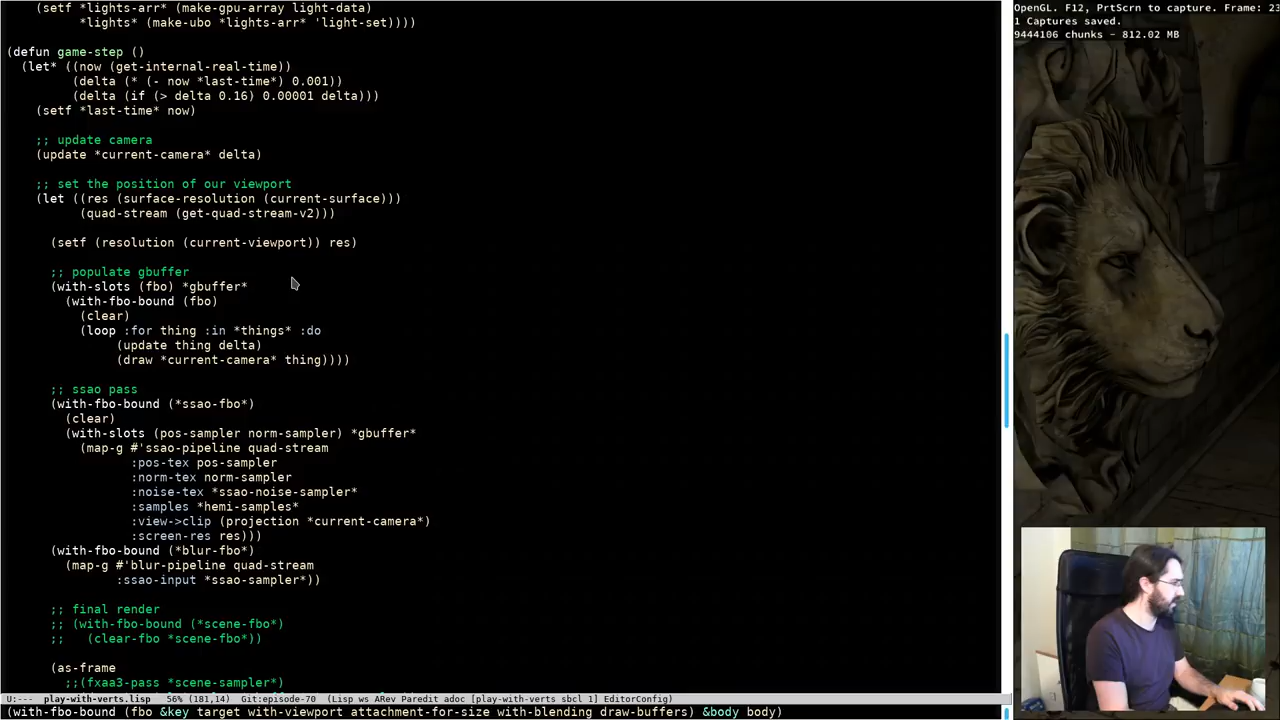 (setf *lights-arr* (make-gpu-array light-data)
*lights* (make-ubo *lights-arr* 'light-set))))
(defun game-step ()
(let* ((now (get-internal-real-time))
(delta (* (- now *last-time*) 0.001))
(delta (if (> delta 0.16) 0.00001 delta)))
(setf *last-time* now)
;; update camera
(update *current-camera* delta)
;; set the position of our viewport
(let ((res (surface-resolution (current-surface)))
(quad-stream (get-quad-stream-v2)))
(setf (resolution (current-viewport)) res)
;; populate gbuffer
(with-slots (fbo) *gbuffer*
(with-fbo-bound (fbo)
(clear)
(loop :for thing :in *things* :do
(update thing delta)
(draw *current-camera* thing))))
;; ssao pass
(with-fbo-bound (*ssao-fbo*)
(clear)
(with-slots (pos-sampler norm-sampler) *gbuffer*
(map-g #'ssao-pipeline quad-stream
:pos-tex pos-sampler
:norm-tex norm-sampler
:noise-tex *ssao-noise-sampler*
:samples *hemi-samples*
:view->clip (projection *current-camera*)
:screen-res res)))
(with-fbo-bound (*blur-fbo*)
(map-g #'blur-pipeline quad-stream
:ssao-input *ssao-sampler*))
;; final render
;; (with-fbo-bound (*scene-fbo*)
;;   (clear-fbo *scene-fbo*))
(as-frame
;;(fxaa3-pass *scene-sampler*)
U:--- play-with-verts.lisp 56% (181,14) Git:episode-70 (Lisp ws ARev Paredit adoc [play-with-verts sbcl 1] EditorConfig)
(with-fbo-bound (fbo &key target with-viewport attachment-for-size with-blending draw-buffers) &body body)
OpenGL. F12, PrtScrn to capture. Frame: 23
1 Captures saved.
9444106 chunks - 812.02 MB